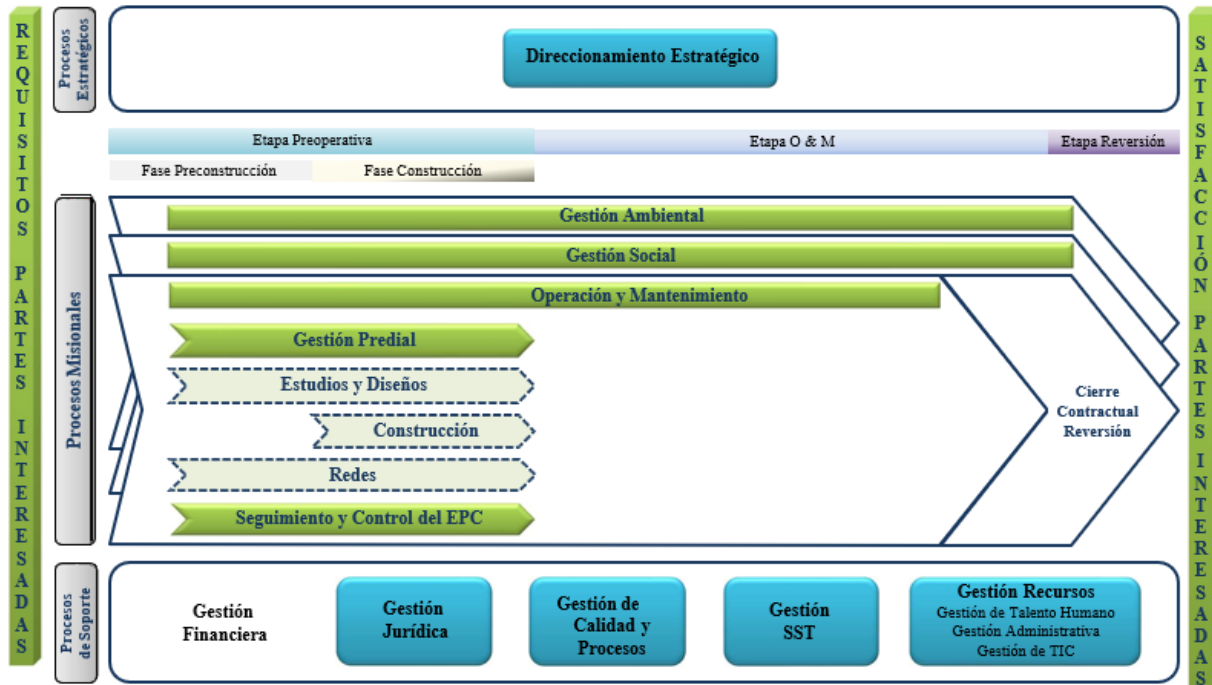 REQUISITOS PARTES INTERESADAS
Procesos
Estratégicos
Direccionamiento Estratégico
SATISFACCIÓN PARTES INTERESADAS
Etapa Preoperativa
Etapa O & M
Etapa Reversión
Fase Preconstrucción
Fase Construcción
Procesos Misionales
Gestión Ambiental
Gestión Social
Operación y Mantenimiento
Gestión Predial
Estudios y Diseños
Construcción
Redes
Seguimiento y Control del EPC
Cierre
Contractual
Reversión
Procesos
de Soporte
Gestión
Financiera
Gestión
Jurídica
Gestión de
Calidad y
Procesos
Gestión
SST
Gestión Recursos
Gestión de Talento Humano
Gestión Administrativa
Gestión de TIC